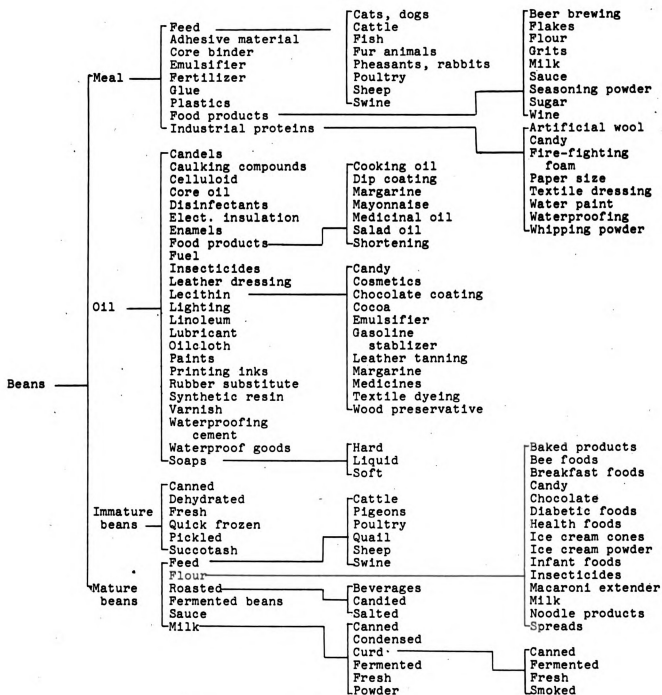 Beans
Meal
Feed
Adhesive material
Core binder
Emulsifier
Fertilizer
Glue
Plastics
Food products
Industrial proteins
Cats, dogs
Cattle
Fish
Fur animals
Pheasants, rabbits
Poultry
Sheep
Swine
Beer brewing
Flakes
Flour
Grits
Milk
Sauce
Seasoning powder
Sugar
Wine
Artificial wool
Candy
Fire-fighting
foam
Paper size
Textile dressing
Water paint
Waterproofing
Whipping powder
Oil
Candels
Caulking compounds
Celluloid
Core oil
Disinfectants
Elect. insulation
Enamels
Food products
Fuel
Insecticides
Leather dressing
Lecithin
Lighting
Linoleum
Lubricant
Oilcloth
Paints
Printing inks
Rubber substitute
Synthetic resin
Varnish
Waterproofing
cement
Waterproof goods
Soaps
Cooking oil
Dip coating
Margarine
Mayonnaise
Medicinal oil
Salad oil
Shortening
Candy
Cosmetics
Chocolate coating
Cocoa
Emulsifier
Gasoline
stablizer
Leather tanning
Margarine
Medicines
Textile dyeing
Wood preservative
Hard
Liquid
Soft
Immature
beans
Canned
Dehydrated
Fresh
Quick frozen
Pickled
Succotash
Mature
beans
Feed
Flour
Roasted
Fermented beans
Sauce
Milk
Cattle
Pigeons
Poultry
Quail
Sheep
Swine
Baked products
Bee foods
Breakfast foods
Candy
Chocolate
Diabetic foods
Health foods
Ice cream cones
Ice cream powder
Infant foods
Insecticides
Macaroni extender
Milk
Noodle products
Spreads
Beverages
Candied
Salted
Canned
Condensed
Curd
Fermented
Fresh
Powder
Canned
Fermented
Fresh
Smoked